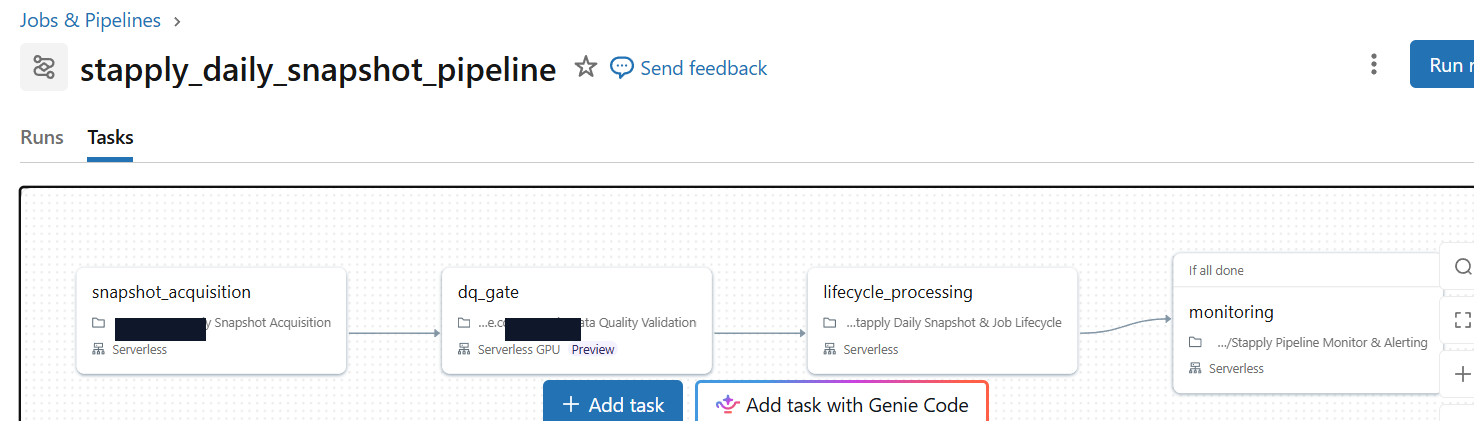 Jobs & Pipelines >
stapply_daily_snapshot_pipeline
Send feedback
Run
Runs
Tasks
snapshot_acquisition
y Snapshot Acquisition
Serverless
dq_gate
...e.c ata Quality Validation
Serverless GPU Preview
lifecycle_processing
...tapply Daily Snapshot & Job Lifecycle
Serverless
If all done
monitoring
.../Stapply Pipeline Monitor & Alerting
Serverless
+ Add task
Add task with Genie Code